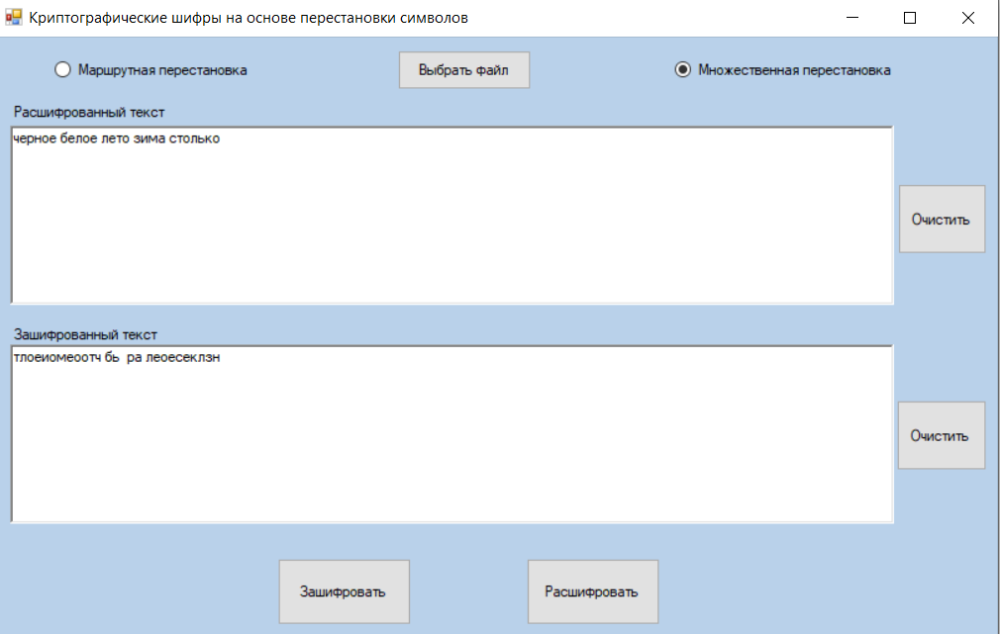 Криптографические шифры на основе перестановки символов
Маршрутная перестановка
Выбрать файл
Множественная перестановка
Расшифрованный текст
черное белое лето зима столько
Очистить
Зашифрованный текст
тлоеиомеоотч бь  ра леоесеклзн
Очистить
Зашифровать
Расшифровать